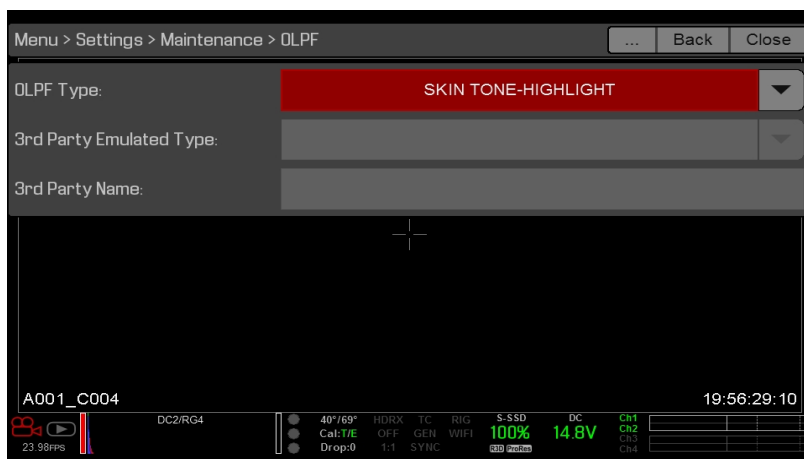 Menu > Settings > Maintenance > OLPF ... Back Close
OLPF Type: SKIN TONE-HIGHLIGHT
3rd Party Emulated Type:
3rd Party Name:
A001_C004 19:56:29:10
DC2/RG4 40°/69° HDRX TC RIG S-SSD DC Ch1
Cal:T/E OFF GEN WIFI 100% 14.8V Ch2
23.98FPS Drop:0 1:1 SYNC R3D ProRes Ch3
Ch4